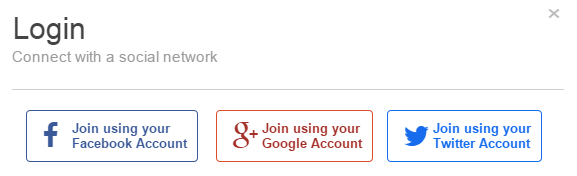 Login
Connect with a social network
Join using your
Facebook Account
Join using your
Google Account
Join using your
Twitter Account